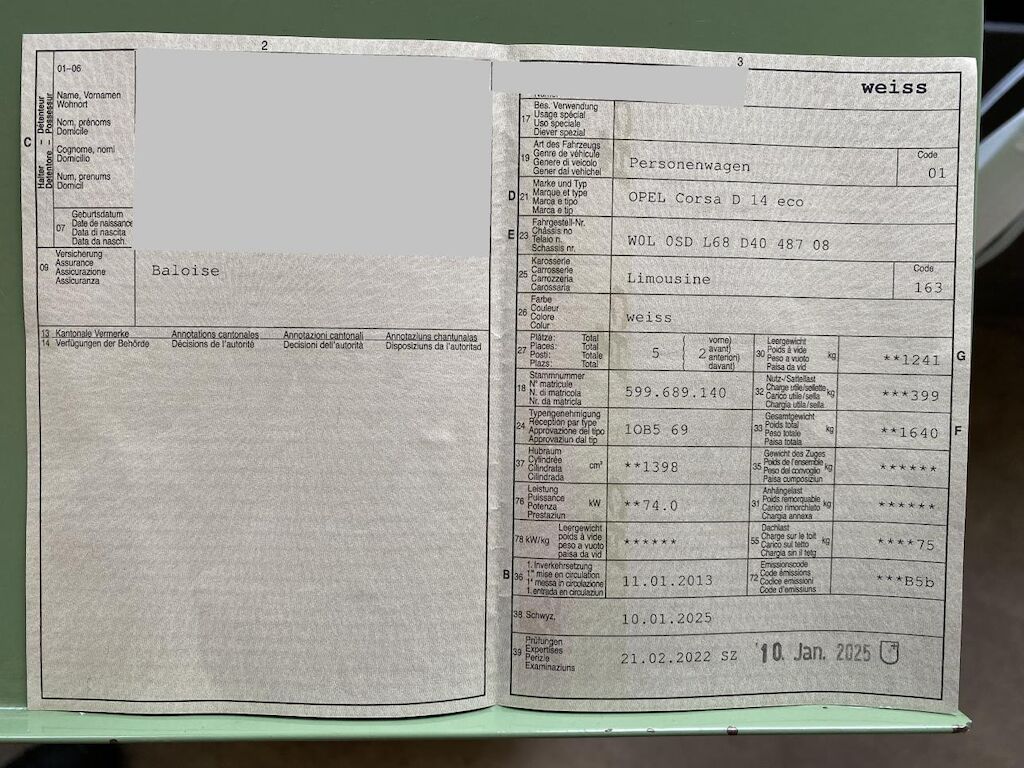 2
01–06
Name, Vornamen
Wohnort
Nom, prénoms
Domicile
Cognome, nomi
Domicilio
Num, prenums
Domicil
C
Halter – Détenteur
Detentore – Possessur
07
Geburtsdatum
Date de naissance
Data di nascita
Data da nasch.
09
Versicherung
Assurance
Assicurazione
Assicuranza
Baloise
13 Kantonale Vermerke Annotations cantonales Annotazioni cantonali Annotaziuns chantunalas
14 Verfügungen der Behörde Décisions de l'autorité Decisioni dell'autorità Disposiziuns da l'autoritad
3
weiss
17
Bes. Verwendung
Usage spécial
Uso speciale
Diever spezial
19
Art des Fahrzeugs
Genre de véhicule
Genere di veicolo
Gener dal vehichel
Personenwagen
Code
01
D 21
Marke und Typ
Marque et type
Marca e tipo
Marca e tip
OPEL Corsa D 14 eco
E 23
Fahrgestell-Nr.
Châssis no
Telaio n.
Schassis nr.
W0L 0SD L68 D40 487 08
25
Karosserie
Carrosserie
Carrozzeria
Carossaria
Limousine
Code
163
26
Farbe
Couleur
Colore
Colur
weiss
27
Plätze: Total
Places: Total
Posti: Totale
Plazs: Total
5
2
vorne)
avant)
anteriori)
davant)
30
Leergewicht
Poids à vide
Peso a vuoto
Paisa da vid
kg
**1241
G
18
Stammnummer
N° matricule
N. di matricola
Nr. da matricla
599.689.140
32
Nutz-/Sattellast
Charge utile/sellette
Carico utile/sella
Chargia utila/sella
kg
***399
24
Typengenehmigung
Réception par type
Approvazione del tipo
Approvaziun dal tip
1OB5 69
33
Gesamtgewicht
Poids total
Peso totale
Paisa totala
kg
**1640
F
37
Hubraum
Cylindrée
Cilindrata
Cilindrada
cm³
**1398
35
Gewicht des Zuges
Poids de l'ensemble
Peso del convoglio
Paisa cumposiziun
kg
******
76
Leistung
Puissance
Potenza
Prestaziun
kW
**74.0
31
Anhängelast
Poids remorquable
Carico rimorchiato
Chargia annexa
kg
******
78 kW/kg
Leergewicht
poids à vide
peso a vuoto
paisa da vid
******
55
Dachlast
Charge sur le toit
Carico sul tetto
Chargia sin il tetg
kg
****75
B 36
1. Inverkehrsetzung
1re mise en circulation
1a messa in circolazione
1. entrada en circulaziun
11.01.2013
72
Emissionscode
Code émissions
Codice emissioni
Code d'emissiuns
***B5b
38 Schwyz,
10.01.2025
39
Prüfungen
Expertises
Perizie
Examinaziuns
21.02.2022 SZ
10. Jan. 2025